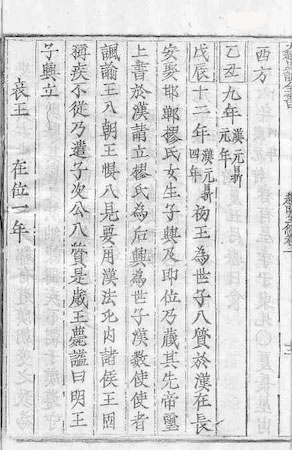 西方
乙丑九年漢元鼎元年
戊辰十二年漢元鼎四年初王為世子入質於漢在長
安娶邯鄲摎氏女生子興及即位乃藏其先帝璽
上書於漢請立摎氏為后興為世子漢數使使者
諷諭王入朝王懼入見要用漢法比内諸侯王固
稱疾不從乃遣子次公入質是歲王薨謚曰明王
子興立
哀王 在位一年